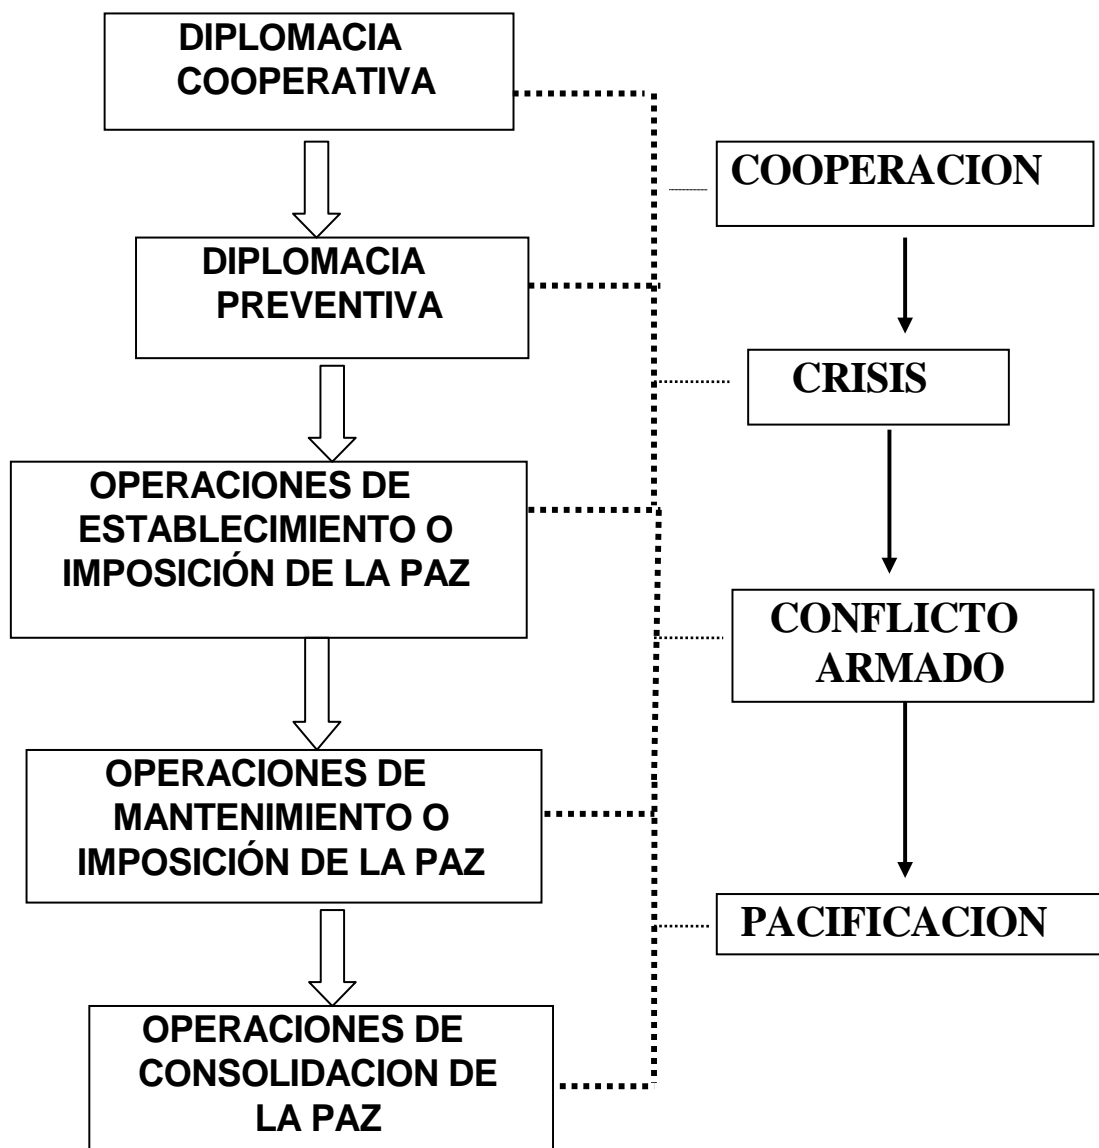 DIPLOMACIA
COOPERATIVA
COOPERACION
DIPLOMACIA
PREVENTIVA
CRISIS
OPERACIONES DE
ESTABLECIMIENTO O
IMPOSICIÓN DE LA PAZ
CONFLICTO
ARMADO
OPERACIONES DE
MANTENIMIENTO O
IMPOSICIÓN DE LA PAZ
PACIFICACION
OPERACIONES DE
CONSOLIDACION DE
LA PAZ